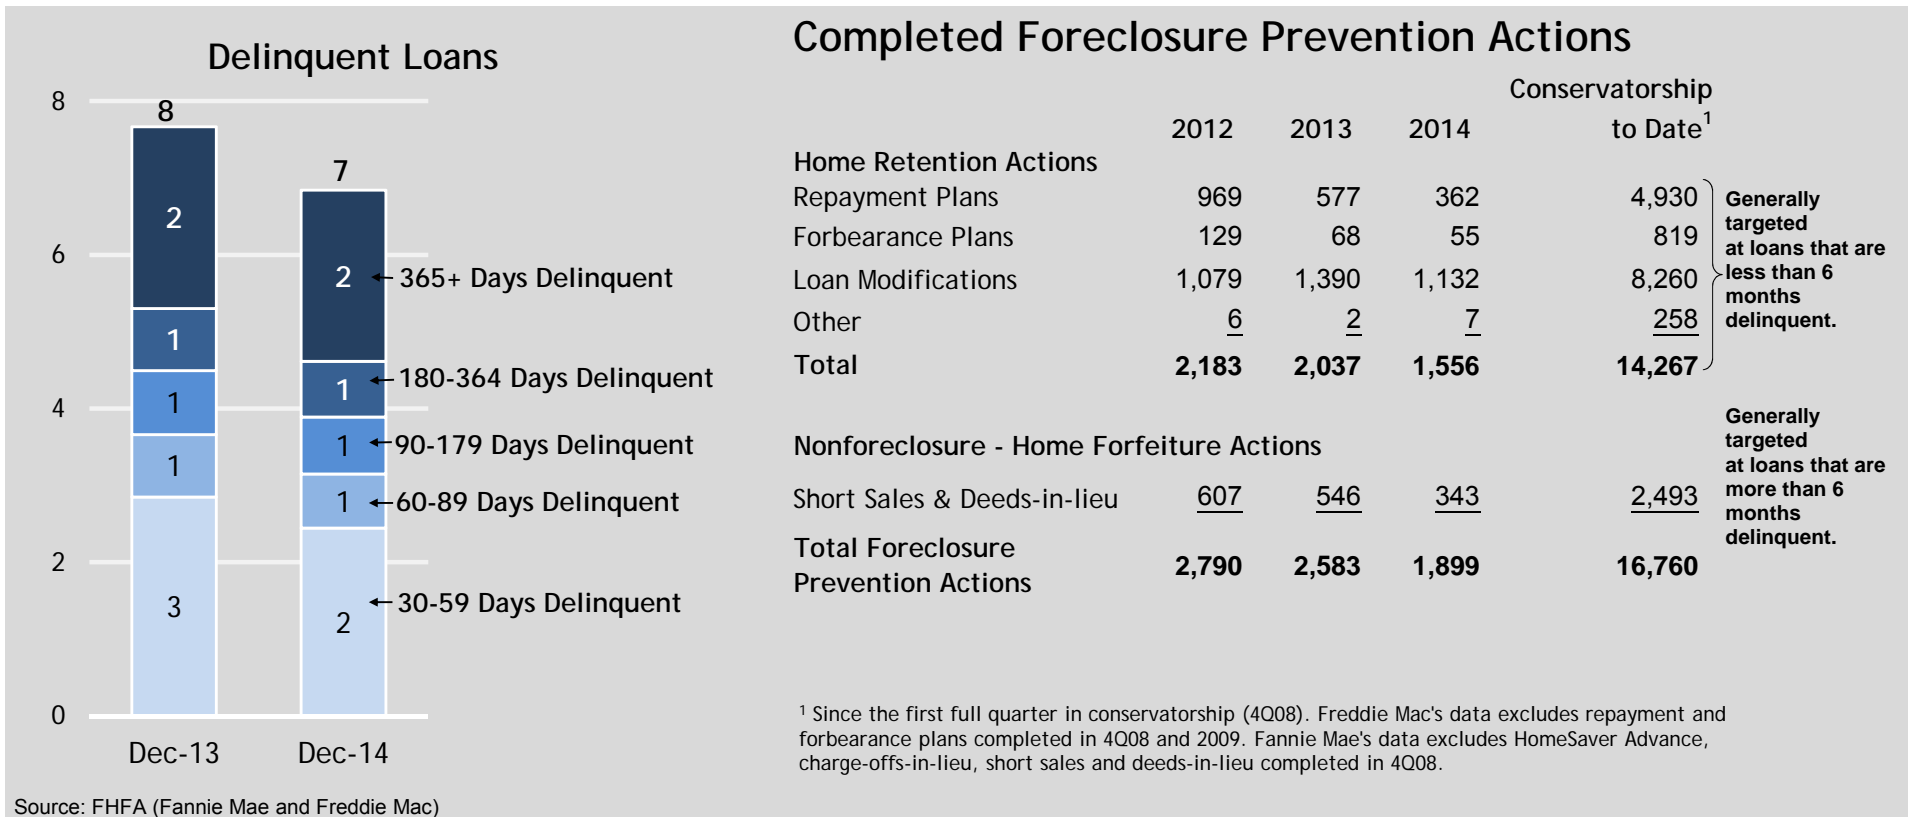 Delinquent Loans
8
6
4
2
0
8
2
1
1
1
3
7
2
1
1
1
2
365+ Days Delinquent
180-364 Days Delinquent
90-179 Days Delinquent
60-89 Days Delinquent
30-59 Days Delinquent
Dec-13 Dec-14
Source: FHFA (Fannie Mae and Freddie Mac)
Completed Foreclosure Prevention Actions
Conservatorship
2012 2013 2014 to Date1
Home Retention Actions
Repayment Plans 969 577 362 4,930
Forbearance Plans 129 68 55 819
Loan Modifications 1,079 1,390 1,132 8,260
Other 6 2 7 258
Total 2,183 2,037 1,556 14,267
Generally
targeted
at loans that are
less than 6
months
delinquent.
Nonforeclosure - Home Forfeiture Actions
Short Sales & Deeds-in-lieu 607 546 343 2,493
Generally
targeted
at loans that are
more than 6
months
delinquent.
Total Foreclosure
Prevention Actions 2,790 2,583 1,899 16,760
1 Since the first full quarter in conservatorship (4Q08). Freddie Mac's data excludes repayment and
forbearance plans completed in 4Q08 and 2009. Fannie Mae's data excludes HomeSaver Advance,
charge-offs-in-lieu, short sales and deeds-in-lieu completed in 4Q08.